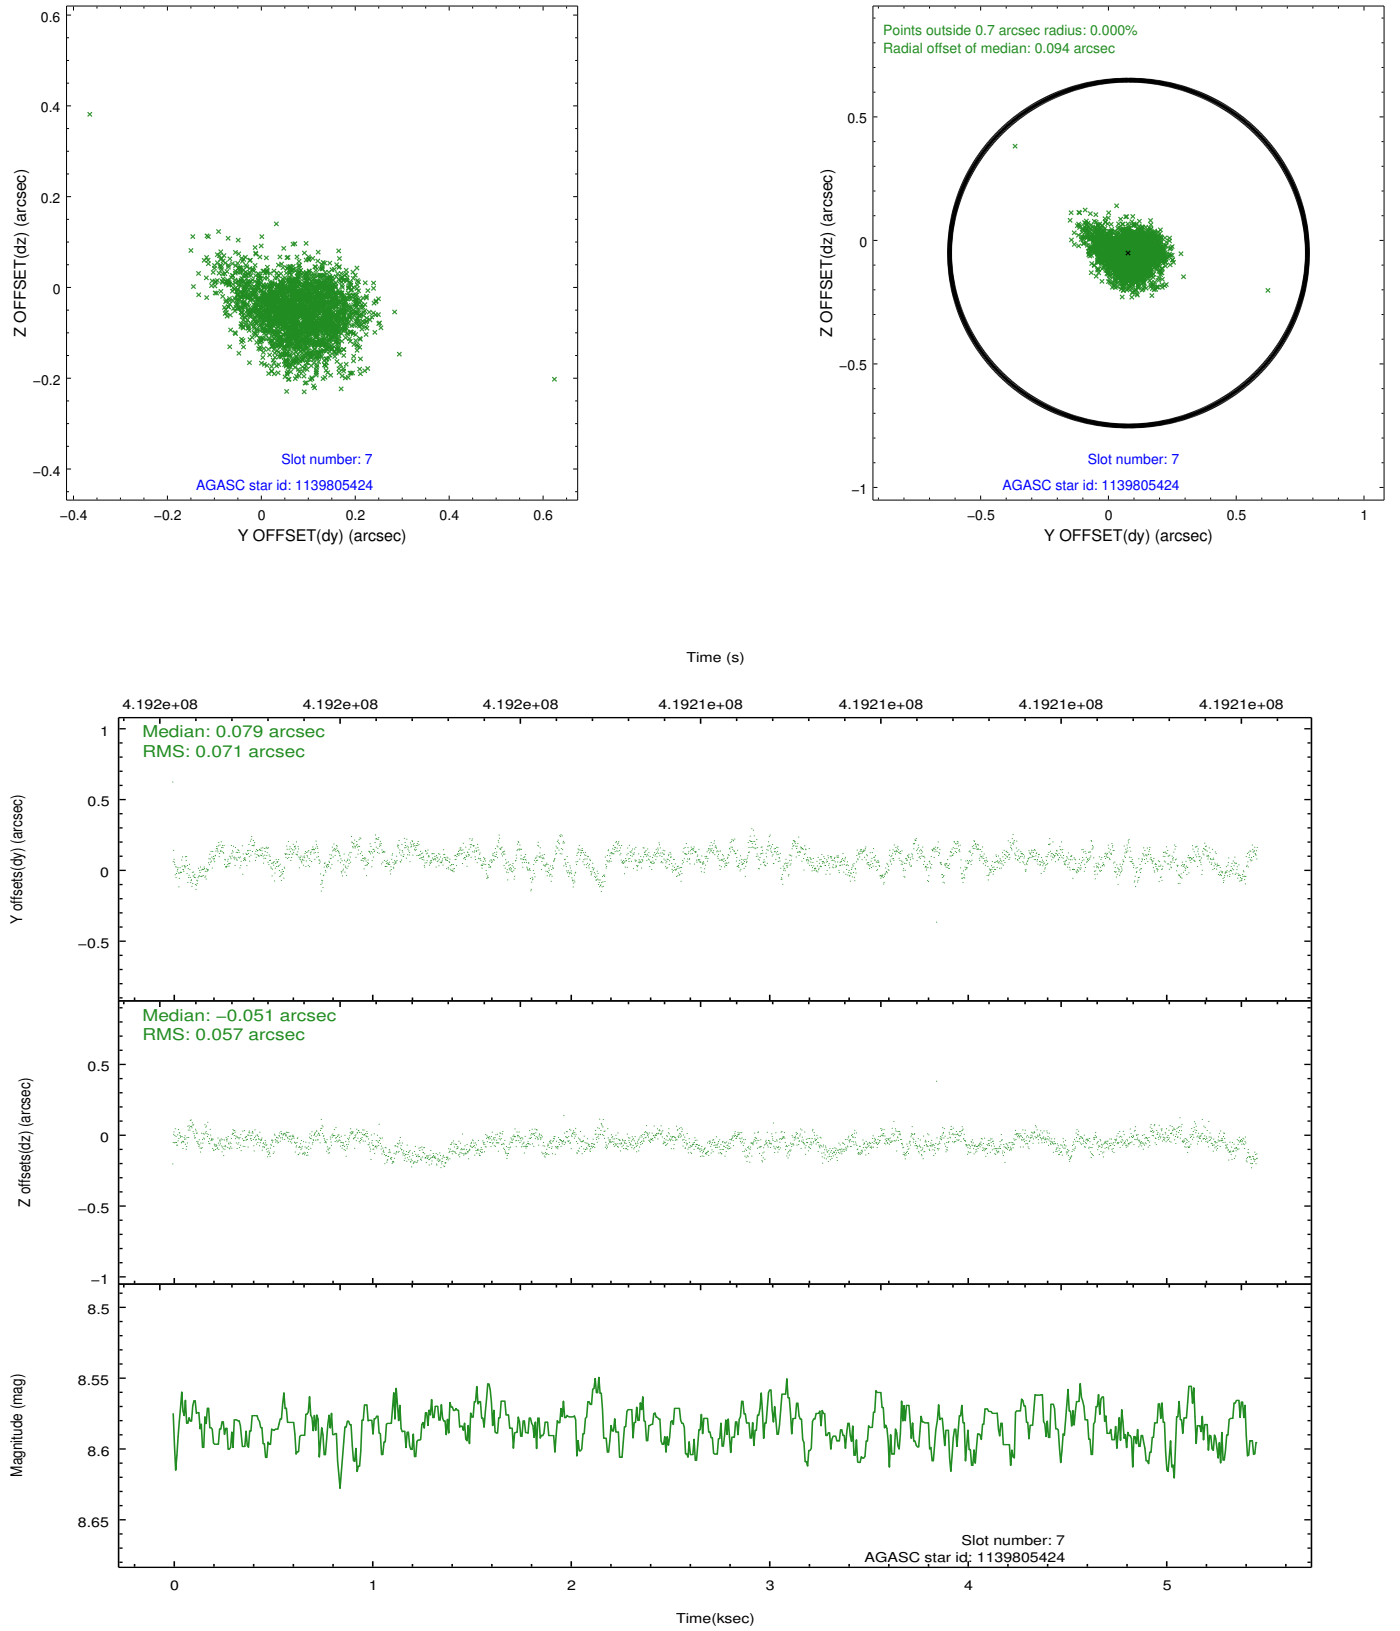 0.6
0.4
0.2
0
−0.2
−0.4
Z OFFSET(dz) (arcsec)
Slot number: 7
AGASC star id: 1139805424
−0.4 −0.2 0 0.2 0.4 0.6
Y OFFSET(dy) (arcsec)
Points outside 0.7 arcsec radius: 0.000%
Radial offset of median: 0.094 arcsec
0.5
0
−0.5
−1
Z OFFSET(dz) (arcsec)
Slot number: 7
AGASC star id: 1139805424
−0.5 0 0.5 1
Y OFFSET(dy) (arcsec)
Time (s)
4.192e+08 4.192e+08 4.192e+08 4.1921e+08 4.1921e+08 4.1921e+08 4.1921e+08
Median: 0.079 arcsec
RMS: 0.071 arcsec
1
0.5
0
−0.5
Y offsets(dy) (arcsec)
Median: −0.051 arcsec
RMS: 0.057 arcsec
0.5
0
−0.5
−1
Z offsets(dz) (arcsec)
8.5
8.55
8.6
8.65
Magnitude (mag)
Slot number: 7
AGASC star id: 1139805424
0 1 2 3 4 5
Time(ksec)